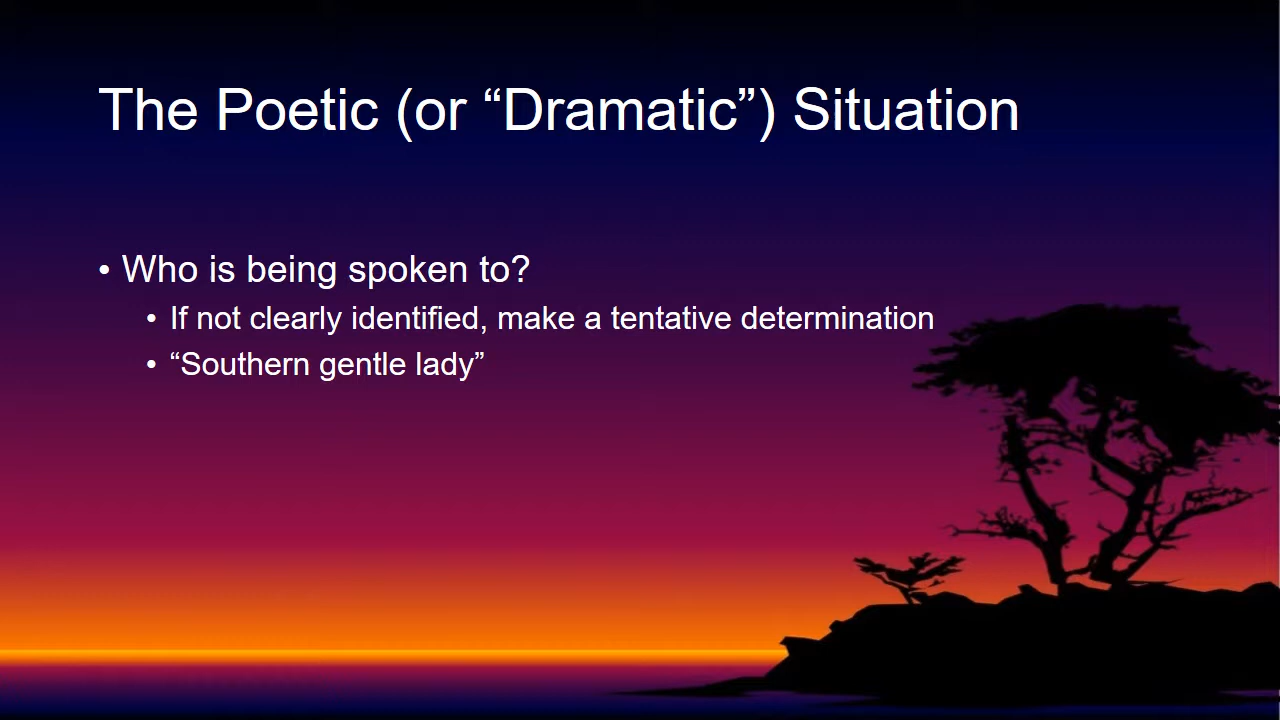 The Poetic (or “Dramatic”) Situation
• Who is being spoken to?
• If not clearly identified, make a tentative determination
• “Southern gentle lady”